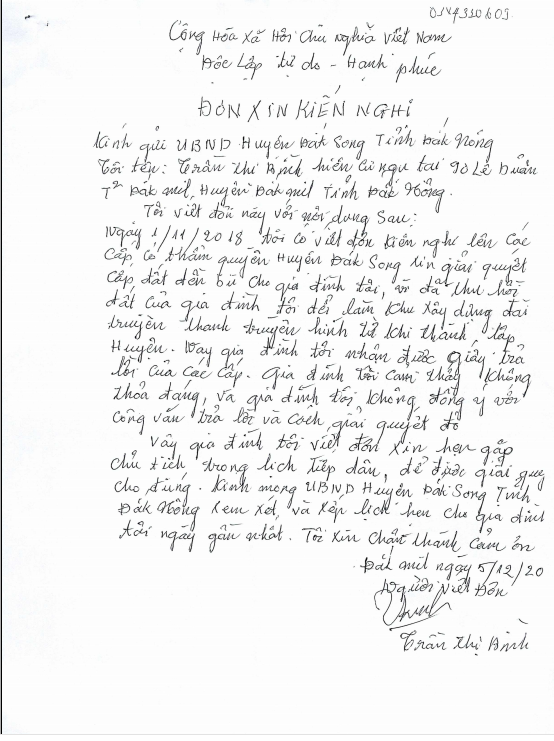 Cộng Hòa Xã Hội Chủ Nghĩa Việt Nam
Độc Lập tự do - Hạnh phúc
ĐƠN XIN KIẾN NGHỊ
Kính gửi UBND Huyện Đắk Song Tỉnh Đắk Nông
Tôi tên: Trần Thị Bình hiện cư ngụ tại 90 Lê Duẩn
T² Đắk mil, Huyện Đắk mil Tỉnh Đắk Nông.
Tôi viết đơn này với nội dung Sau:
Ngày 1/11/2018 tôi có viết đơn kiến nghị lên Các
Cấp, có thẩm quyền Huyện Đắk Song xin giải quyết
Cấp đất đền bù cho gia đình tôi, vì đã thu hồi
đất của gia đình tôi để làm khu xây dựng đài
truyền thanh truyền hình từ khi thành lập
Huyện. Nay gia đình tôi nhận được giấy trả
lời của các cấp. Gia đình tôi cảm thấy không
thỏa đáng, và gia đình tôi không đồng ý với
công văn trả lời và cách giải quyết đó
Vậy gia đình tôi viết đơn xin hẹn gặp
chủ tịch trong lịch tiếp dân, để được giải quy
cho đúng. Kính mong UBND Huyện Đắk Song Tỉnh
Đắk Nông xem xét, và xếp lịch hẹn cho gia đình
tôi ngày gần nhất. Tôi xin chân thành cảm ơn
Đắk mil ngày 5/12/20
Người viết Đơn
Trần Thị Bình